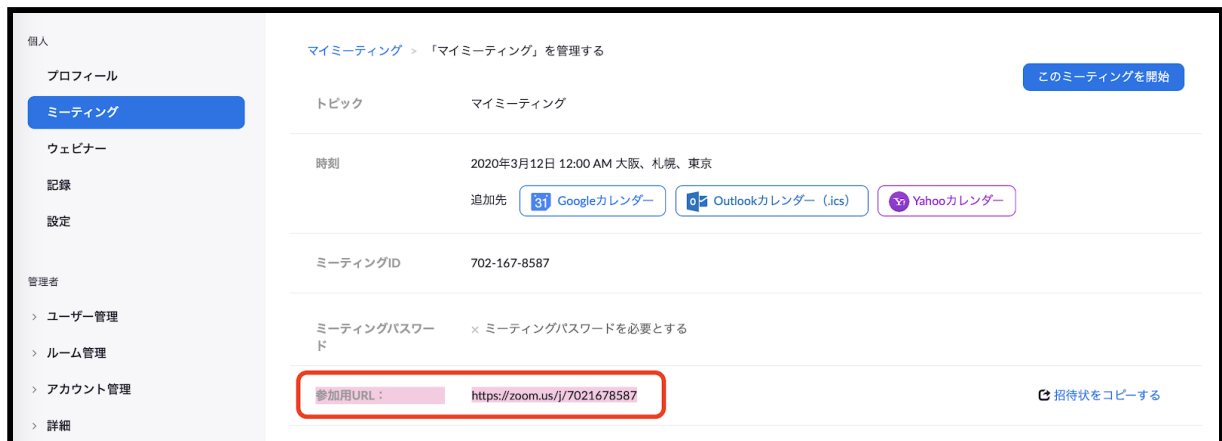 個人
プロフィール
ミーティング
ウェビナー
記録
設定
管理者
> ユーザー管理
> ルーム管理
> アカウント管理
> 詳細
マイミーティング > 「マイミーティング」を管理する
このミーティングを開始
トピック マイミーティング
時刻 2020年3月12日 12:00 AM 大阪、札幌、東京
追加先 31 Googleカレンダー Outlookカレンダー（.ics） Yahooカレンダー
ミーティングID 702-167-8587
ミーティングパスワー
ド
× ミーティングパスワードを必要とする
参加用URL： https://zoom.us/j/7021678587
招待状をコピーする